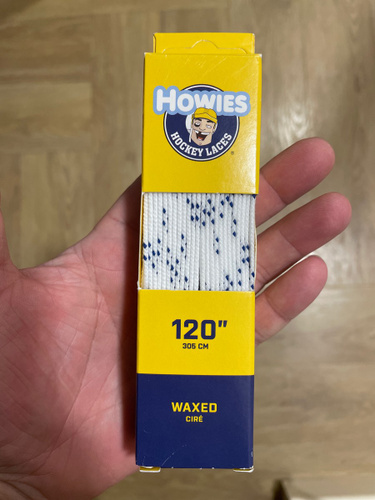 HOWIES
HOCKEY LACES
®
120"
305 CM
WAXED
CIRÉ